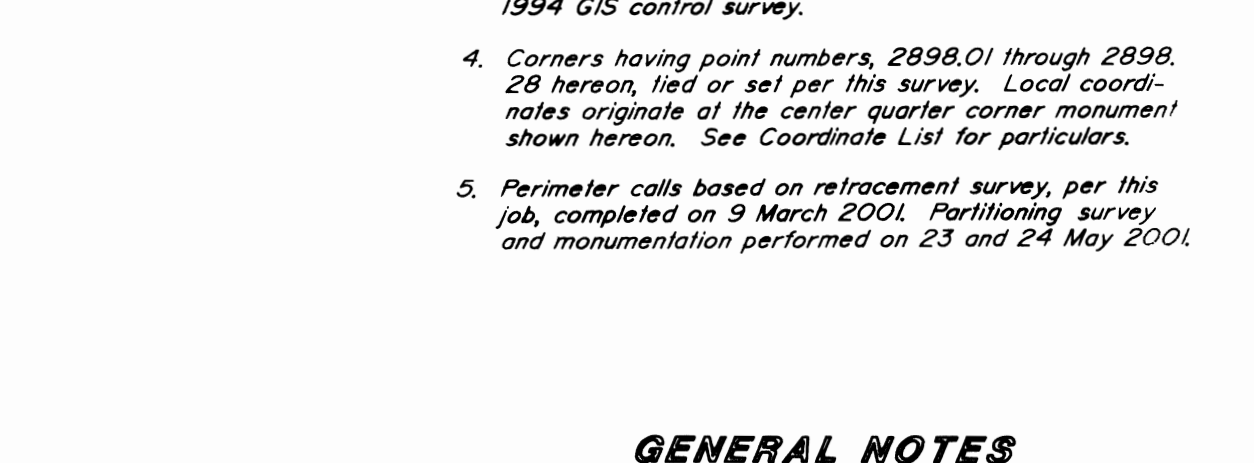 1994 GIS control survey.
4. Corners having point numbers, 2898.01 through 2898.
28 hereon, tied or set per this survey. Local coordi-
nates originate at the center quarter corner monument
shown hereon. See Coordinate List for particulars.
5. Perimeter calls based on retracement survey, per this
job, completed on 9 March 2001. Partitioning survey
and monumentation performed on 23 and 24 May 2001.
GENERAL NOTES